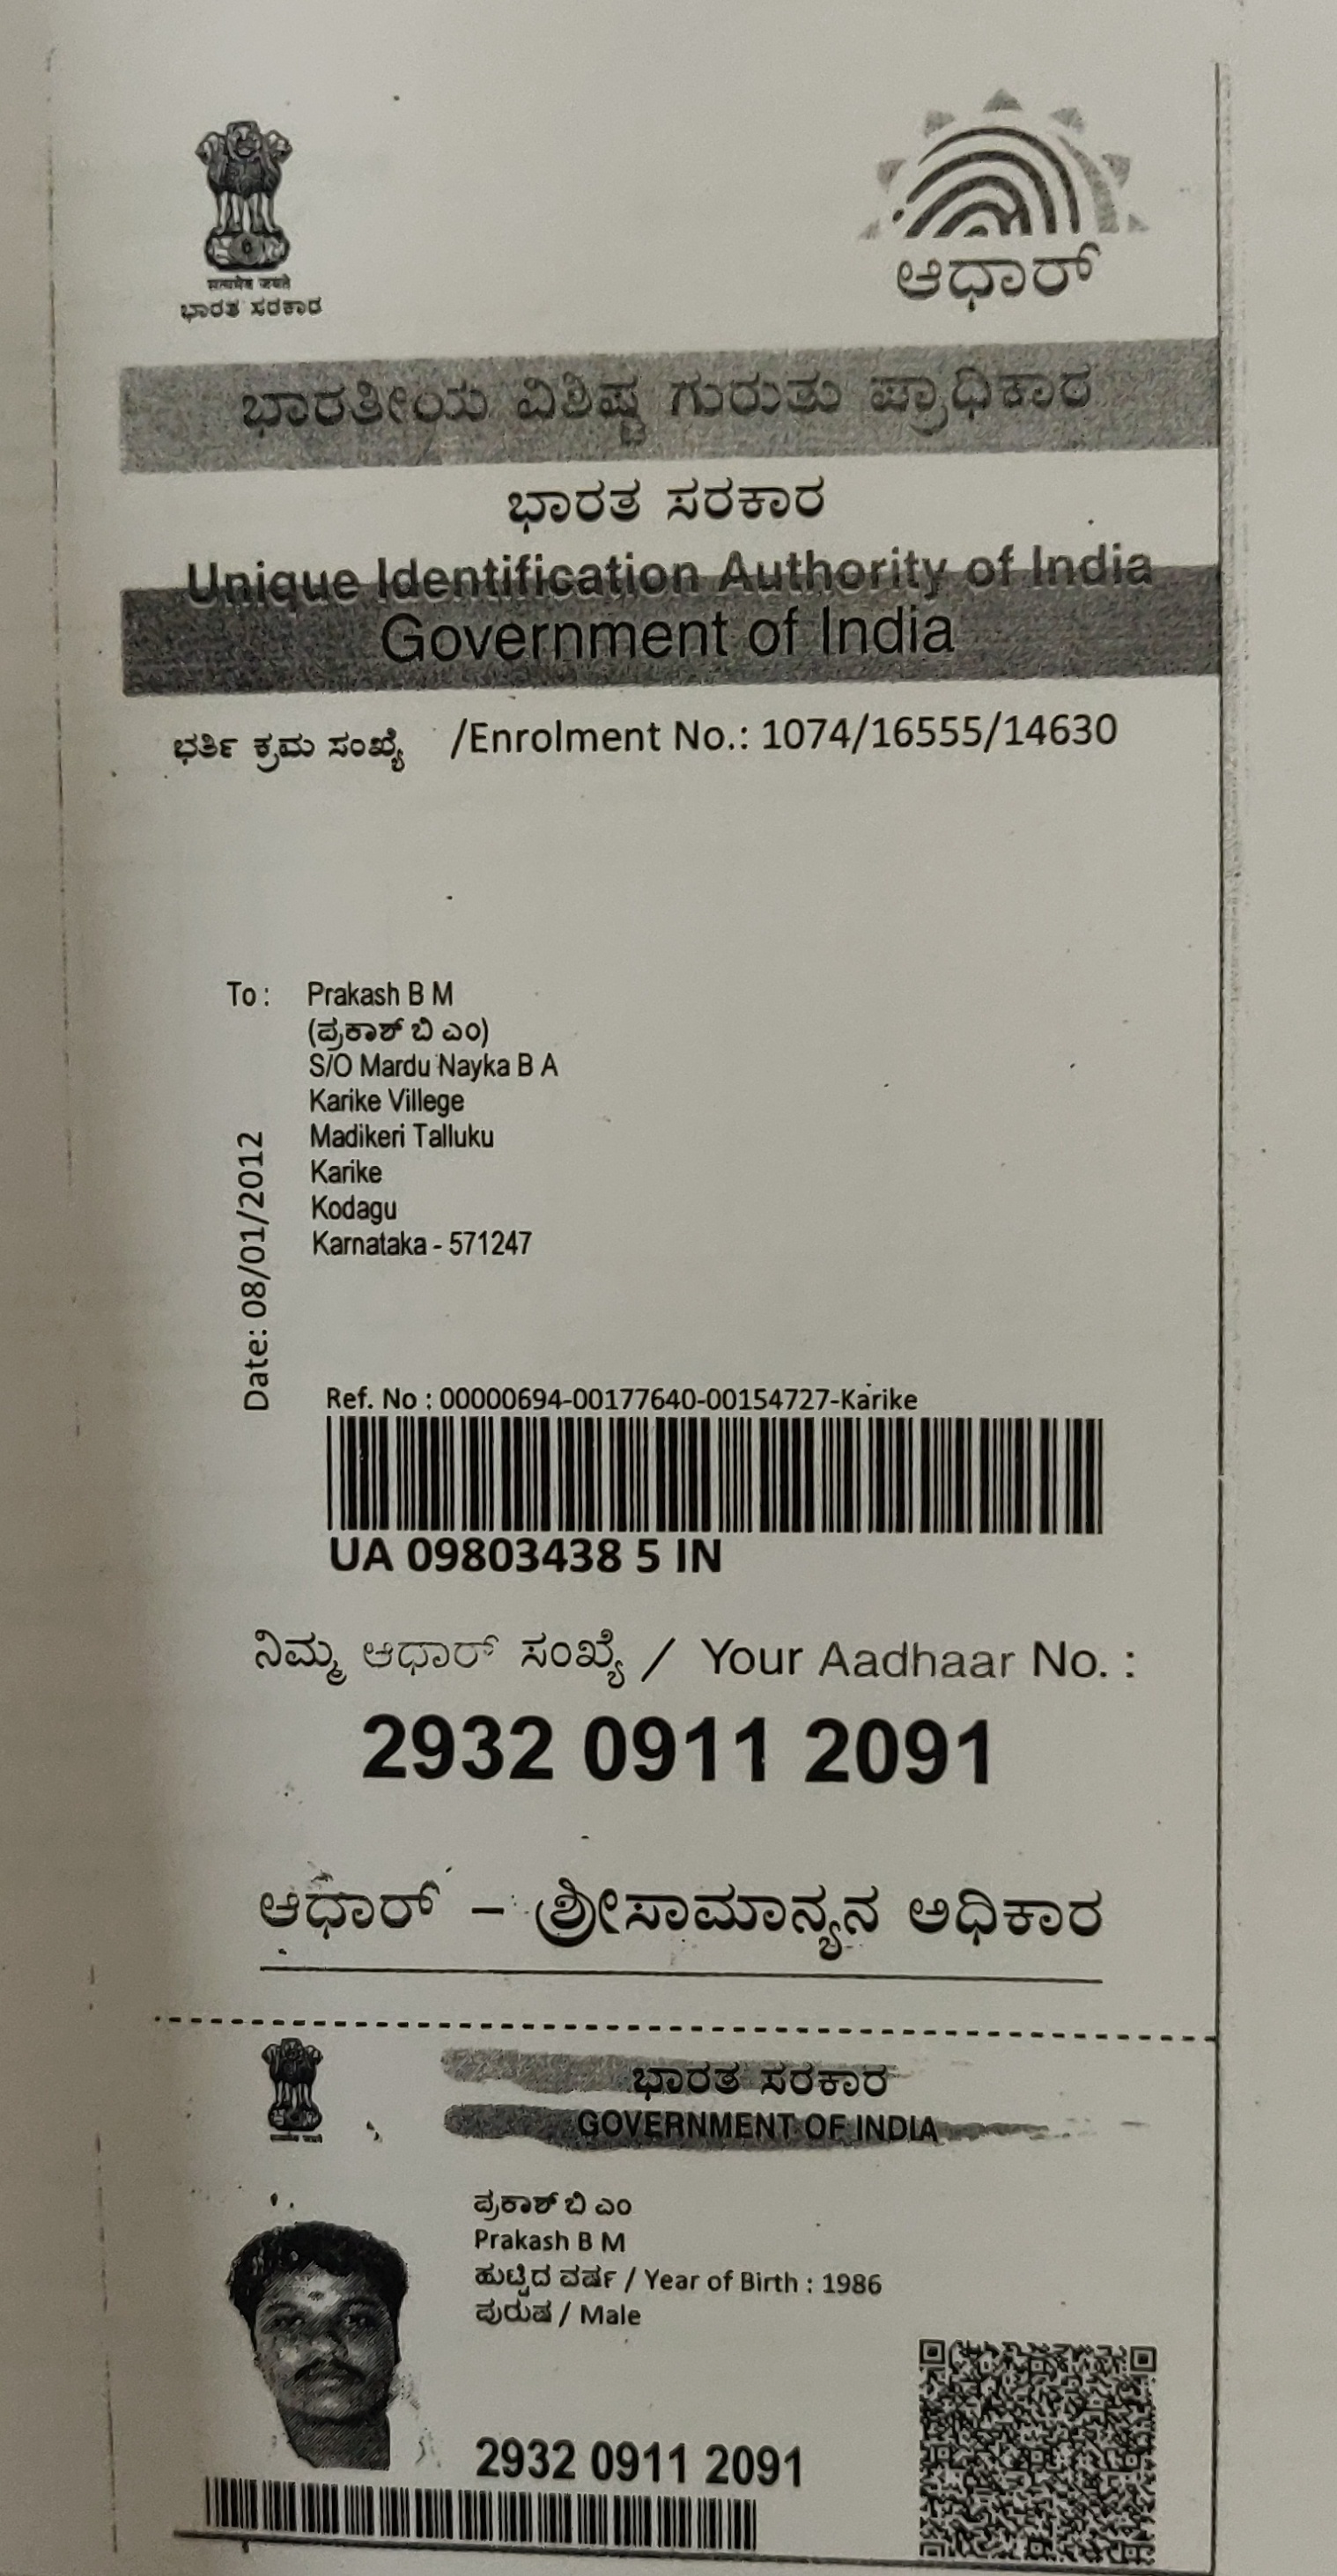 सत्यमेव जयते
ಭಾರತ ಸರಕಾರ
ಆಧಾರ್
ಭಾರತೀಯ ವಿಶಿಷ್ಟ ಗುರುತು ಪ್ರಾಧಿಕಾರ
ಭಾರತ ಸರಕಾರ
Unique Identification Authority of India
Government of India
ಭರ್ತಿ ಕ್ರಮ ಸಂಖ್ಯೆ /Enrolment No.: 1074/16555/14630
To : Prakash B M
(ಪ್ರಕಾಶ್ ಬಿ ಎಂ)
S/O Mardu Nayka B A
Karike Villege
Madikeri Talluku
Karike
Kodagu
Karnataka - 571247
Date: 08/01/2012
Ref. No : 00000694-00177640-00154727-Karike
UA 09803438 5 IN
ನಿಮ್ಮ ಆಧಾರ್ ಸಂಖ್ಯೆ / Your Aadhaar No. :
2932 0911 2091
ಆಧಾರ್ – ಶ್ರೀಸಾಮಾನ್ಯನ ಅಧಿಕಾರ
ಭಾರತ ಸರಕಾರ
GOVERNMENT OF INDIA
ಪ್ರಕಾಶ್ ಬಿ ಎಂ
Prakash B M
ಹುಟ್ಟಿದ ವರ್ಷ / Year of Birth : 1986
ಪುರುಷ / Male
2932 0911 2091